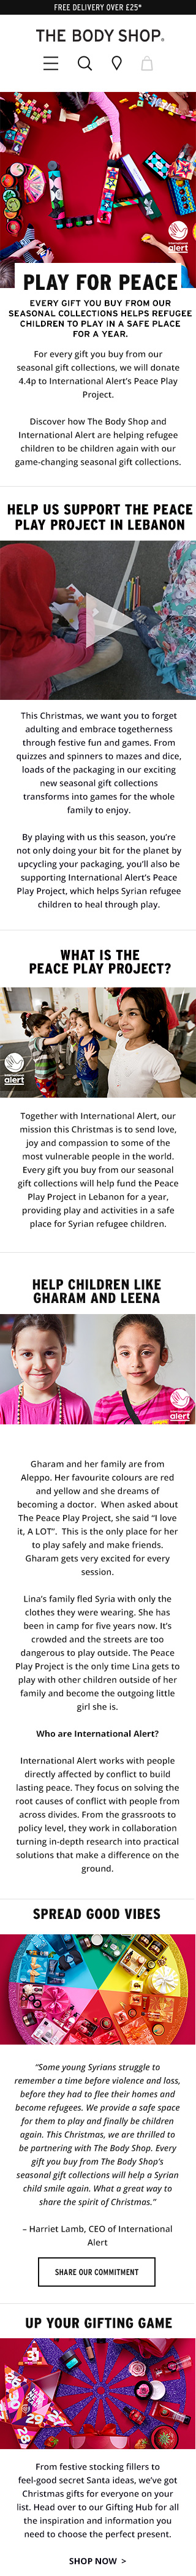 FREE DELIVERY OVER £25*
THE BODY SHOP.
international
alert
PLAY FOR PEACE
EVERY GIFT YOU BUY FROM OUR
SEASONAL COLLECTIONS HELPS REFUGEE
CHILDREN TO PLAY IN A SAFE PLACE
FOR A YEAR.
For every gift you buy from our
seasonal gift collections, we will donate
4.4p to International Alert's Peace Play
Project.
Discover how The Body Shop and
International Alert are helping refugee
children to be children again with our
game-changing seasonal gift collections.
HELP US SUPPORT THE PEACE
PLAY PROJECT IN LEBANON
This Christmas, we want you to forget
adulting and embrace togetherness
through festive fun and games. From
quizzes and spinners to mazes and dice,
loads of the packaging in our exciting
new seasonal gift collections
transforms into games for the whole
family to enjoy.
By playing with us this season, you're
not only doing your bit for the planet by
upcycling your packaging, you'll also be
supporting International Alert's Peace
Play Project, which helps Syrian refugee
children to heal through play.
WHAT IS THE
PEACE PLAY PROJECT?
alert
Together with International Alert, our
mission this Christmas is to send love,
joy and compassion to some of the
most vulnerable people in the world.
Every gift you buy from our seasonal
gift collections will help fund the Peace
Play Project in Lebanon for a year,
providing play and activities in a safe
place for Syrian refugee children.
HELP CHILDREN LIKE
GHARAM AND LEENA
alert
Gharam and her family are from
Aleppo. Her favourite colours are red
and yellow and she dreams of
becoming a doctor. When asked about
The Peace Play Project, she said "I love
it, A LOT". This is the only place for her
to play safely and make friends.
Gharam gets very excited for every
session.
Lina's family fled Syria with only the
clothes they were wearing. She has
been in camp for five years now. It's
crowded and the streets are too
dangerous to play outside. The Peace
Play Project is the only time Lina gets to
play with other children outside of her
family and become the outgoing little
girl she is.
Who are International Alert?
International Alert works with people
directly affected by conflict to build
lasting peace. They focus on solving the
root causes of conflict with people from
across divides. From the grassroots to
policy level, they work in collaboration
turning in-depth research into practical
solutions that make a difference on the
ground.
SPREAD GOOD VIBES
"Some young Syrians struggle to
remember a time before violence and loss,
before they had to flee their homes and
become refugees. We provide a safe space
for them to play and finally be children
again. This Christmas, we are thrilled to
be partnering with The Body Shop. Every
gift you buy from The Body Shop's
seasonal gift collections will help a Syrian
child smile again. What a great way to
share the spirit of Christmas."
– Harriet Lamb, CEO of International
Alert
SHARE OUR COMMITMENT
UP YOUR GIFTING GAME
From festive stocking fillers to
feel-good secret Santa ideas, we've got
Christmas gifts for everyone on your
list. Head over to our Gifting Hub for all
the inspiration and information you
need to choose the perfect present.
SHOP NOW >